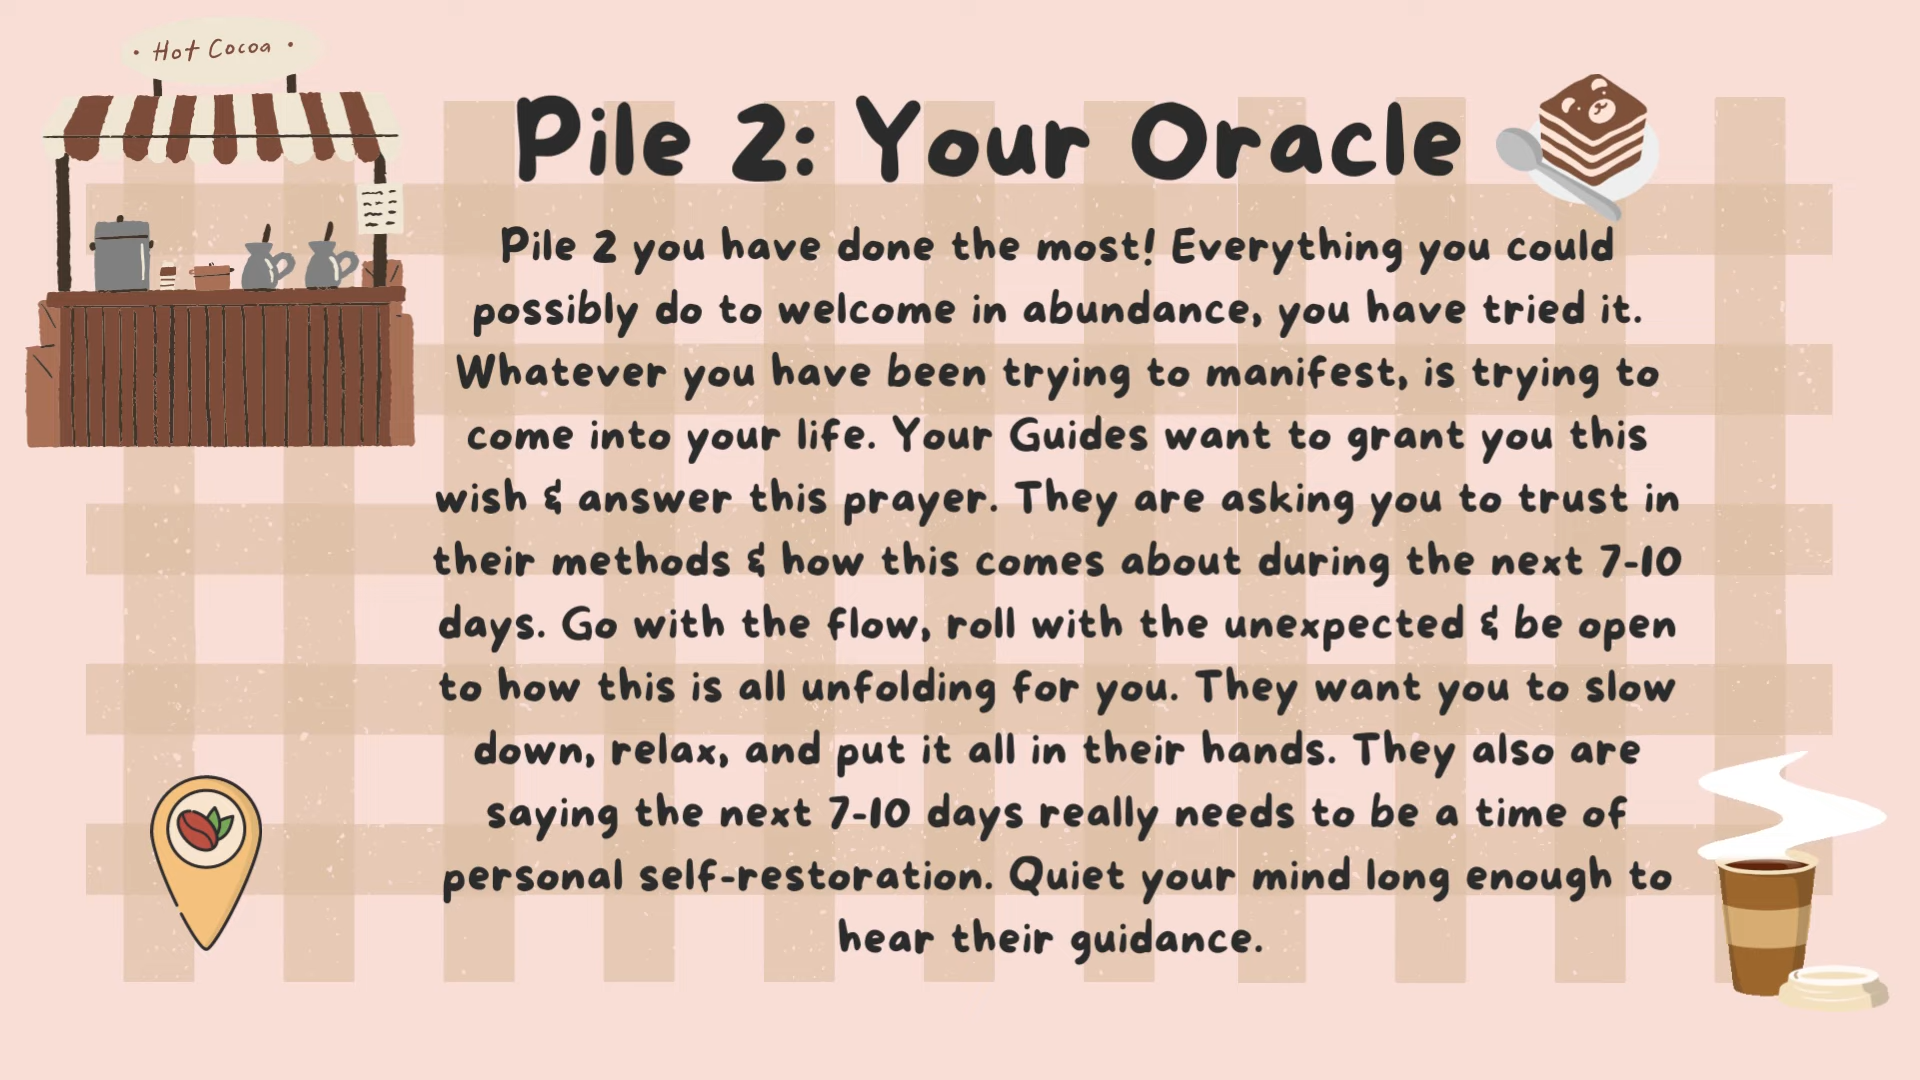 · Hot Cocoa ·
Pile 2: Your Oracle
Pile 2 you have done the most! Everything you could
possibly do to welcome in abundance, you have tried it.
Whatever you have been trying to manifest, is trying to
come into your life. Your Guides want to grant you this
wish & answer this prayer. They are asking you to trust in
their methods & how this comes about during the next 7-10
days. Go with the flow, roll with the unexpected & be open
to how this is all unfolding for you. They want you to slow
down, relax, and put it all in their hands. They also are
saying the next 7-10 days really needs to be a time of
personal self-restoration. Quiet your mind long enough to
hear their guidance.